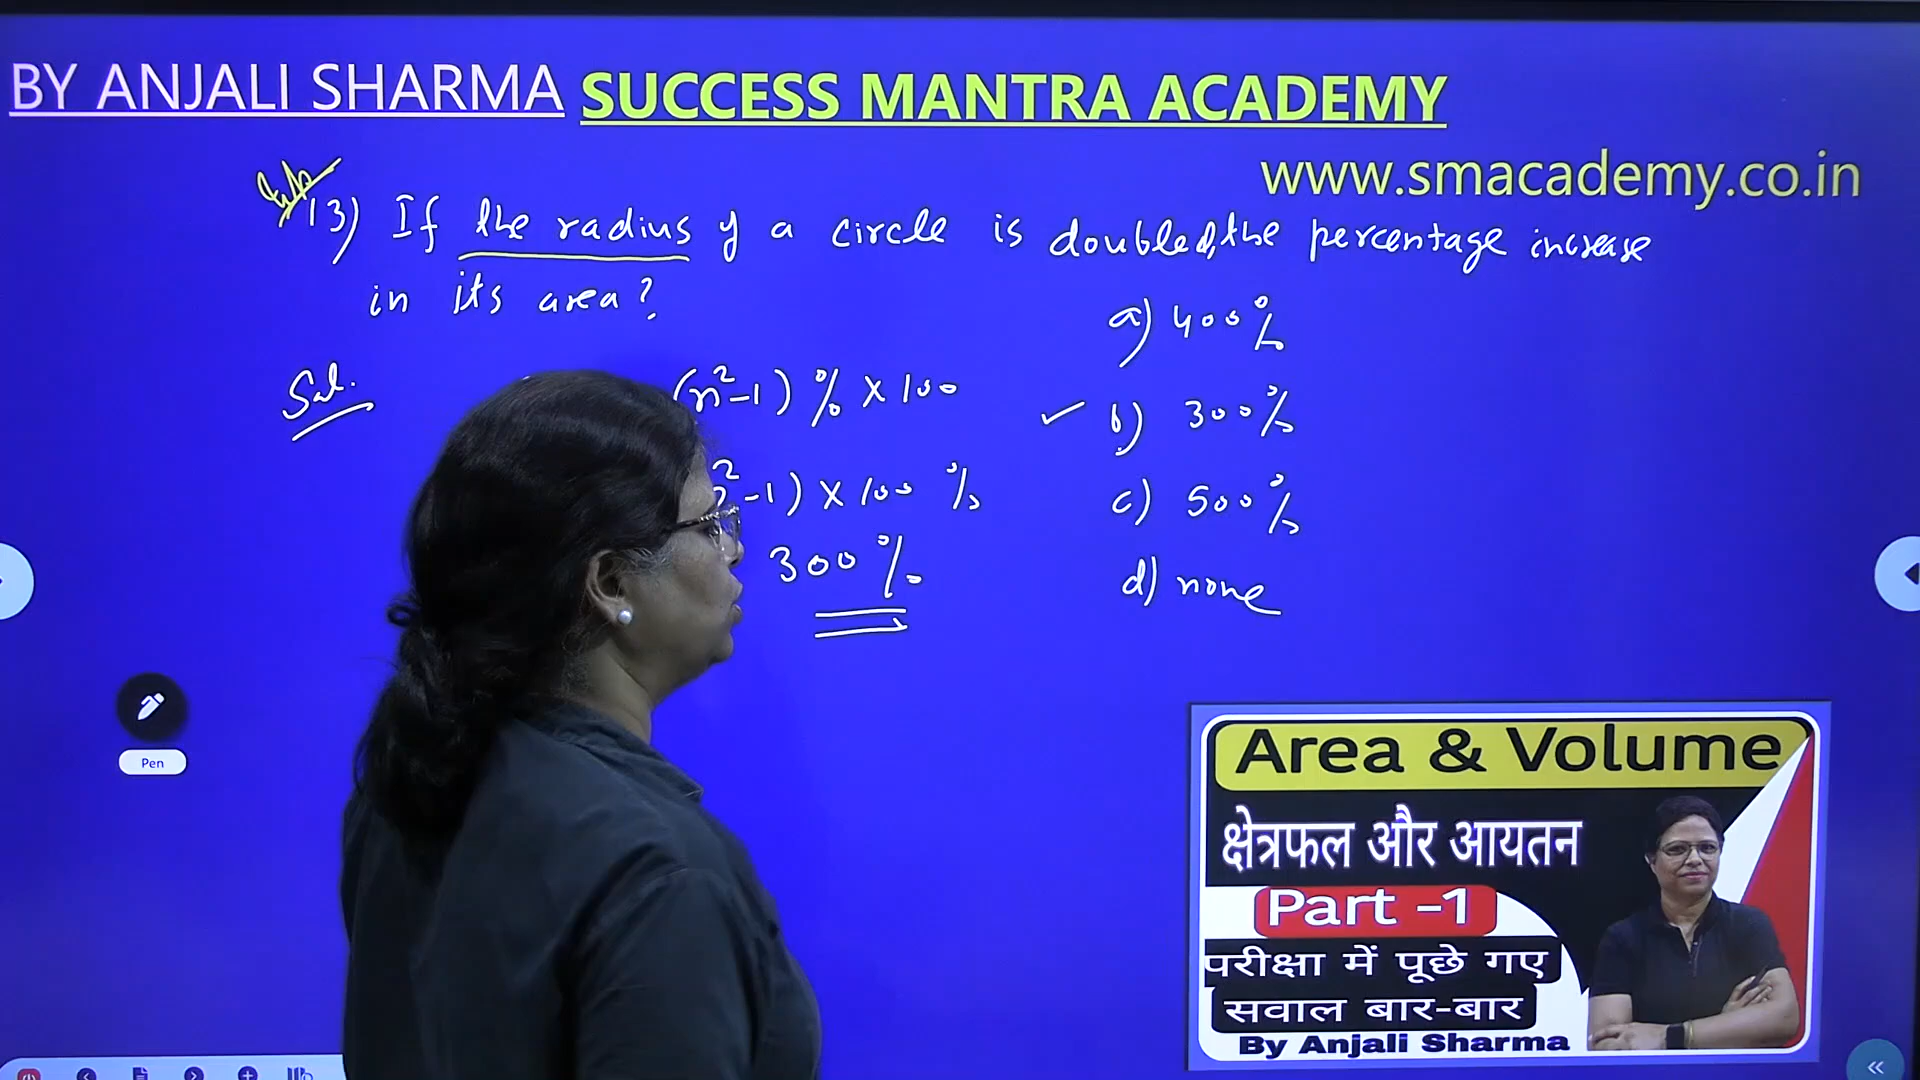 BY ANJALI SHARMA SUCCESS MANTRA ACADEMY
www.smacademy.co.in
13) If the radius of a circle is doubled, the percentage increase
in its area?
a) 400%
Sol.
(n²-1) % × 100
✓ b) 300%
²-1) × 100 %
c) 500%
300%
d) none
Pen
Area & Volume
क्षेत्रफल और आयतन
Part -1
परीक्षा में पूछे गए
सवाल बार-बार
By Anjali Sharma